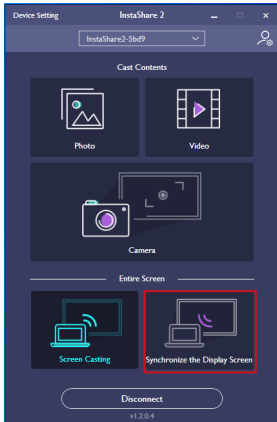 Device Setting InstaShare 2
InstaShare2-5bd9
Cast Contents
Photo Video
Camera
Entire Screen
Screen Casting Synchronize the Display Screen
Disconnect
v1.2.0.4